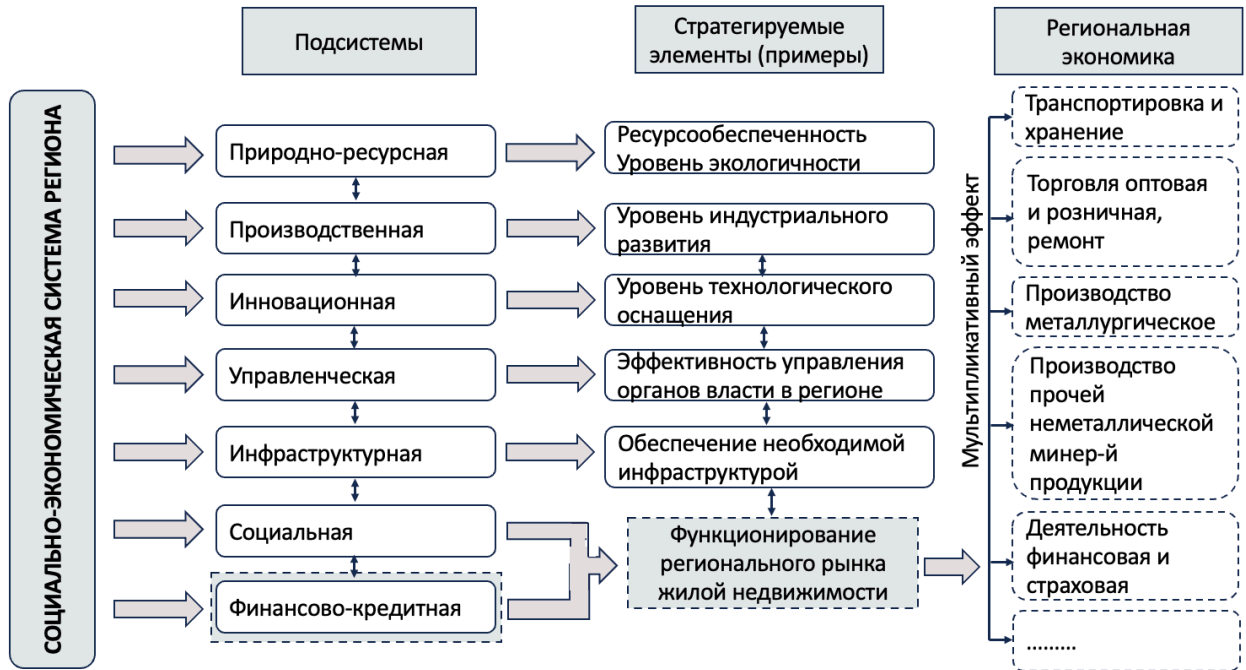 Подсистемы
Стратегируемые
элементы (примеры)
Региональная
экономика
СОЦИАЛЬНО-ЭКОНОМИЧЕСКАЯ СИСТЕМА РЕГИОНА
Природно-ресурсная
Производственная
Инновационная
Управленческая
Инфраструктурная
Социальная
Финансово-кредитная
Ресурсообеспеченность
Уровень экологичности
Уровень индустриального
развития
Уровень технологического
оснащения
Эффективность управления
органов власти в регионе
Обеспечение необходимой
инфраструктурой
Функционирование
регионального рынка
жилой недвижимости
Мультипликативный эффект
Транспортировка и
хранение
Торговля оптовая
и розничная,
ремонт
Производство
металлургическое
Производство
прочей
неметаллической
минер-й
продукции
Деятельность
финансовая и
страховая
.........